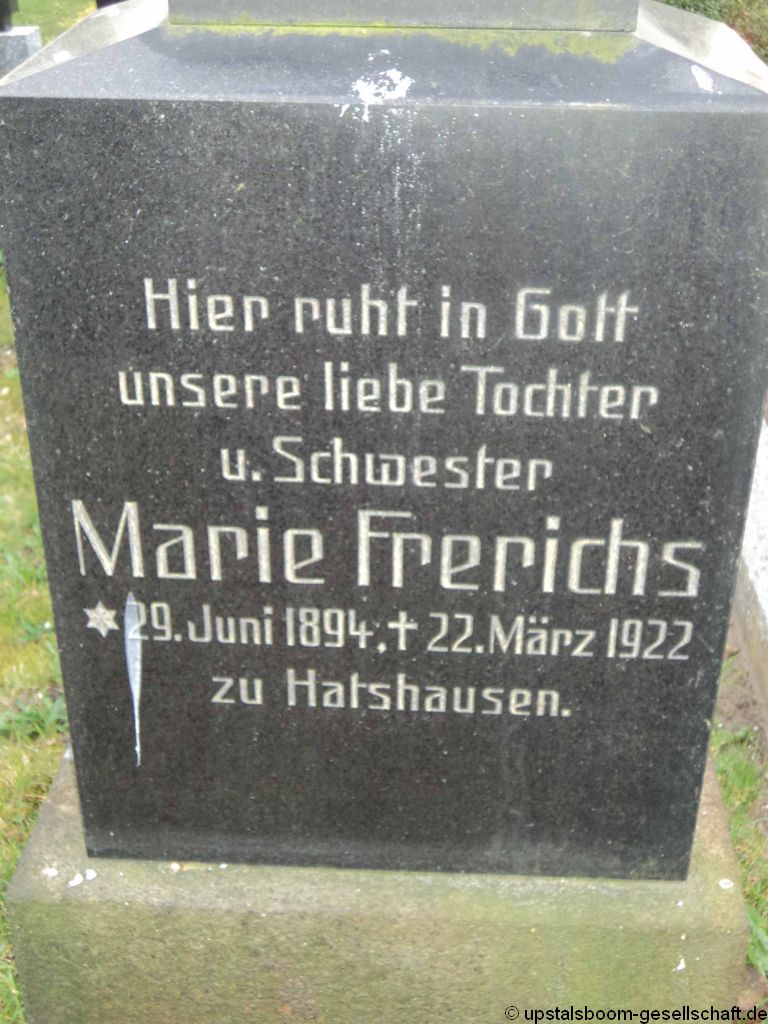 Hier ruht in Gott
unsere liebe Tochter
u. Schwester
Marie Frerichs
* 29. Juni 1894, † 22. März 1922
zu Hatshausen.
© upstalsboom-gesellschaft.de